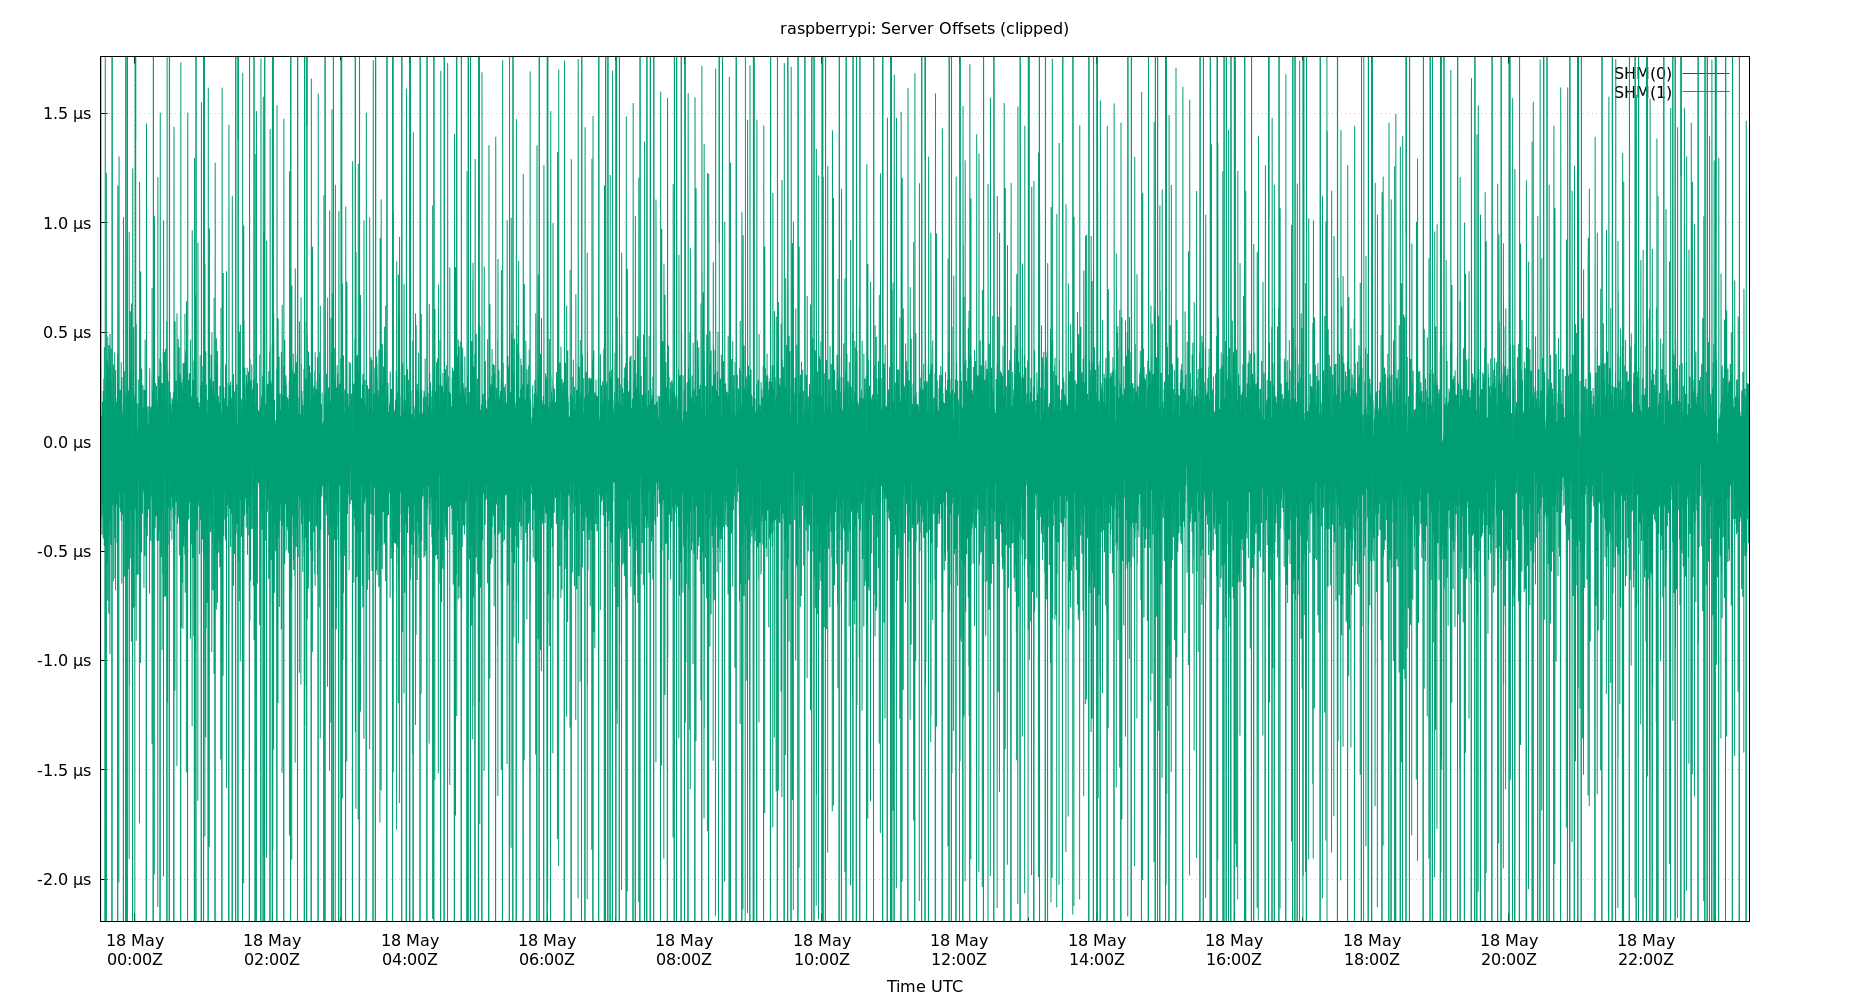 raspberrypi: Server Offsets (clipped)
SHM(0)
SHM(1)
1.5 µs
1.0 µs
0.5 µs
0.0 µs
-0.5 µs
-1.0 µs
-1.5 µs
-2.0 µs
18 May 18 May 18 May 18 May 18 May 18 May 18 May 18 May 18 May 18 May 18 May 18 May
00:00Z 02:00Z 04:00Z 06:00Z 08:00Z 10:00Z 12:00Z 14:00Z 16:00Z 18:00Z 20:00Z 22:00Z
Time UTC